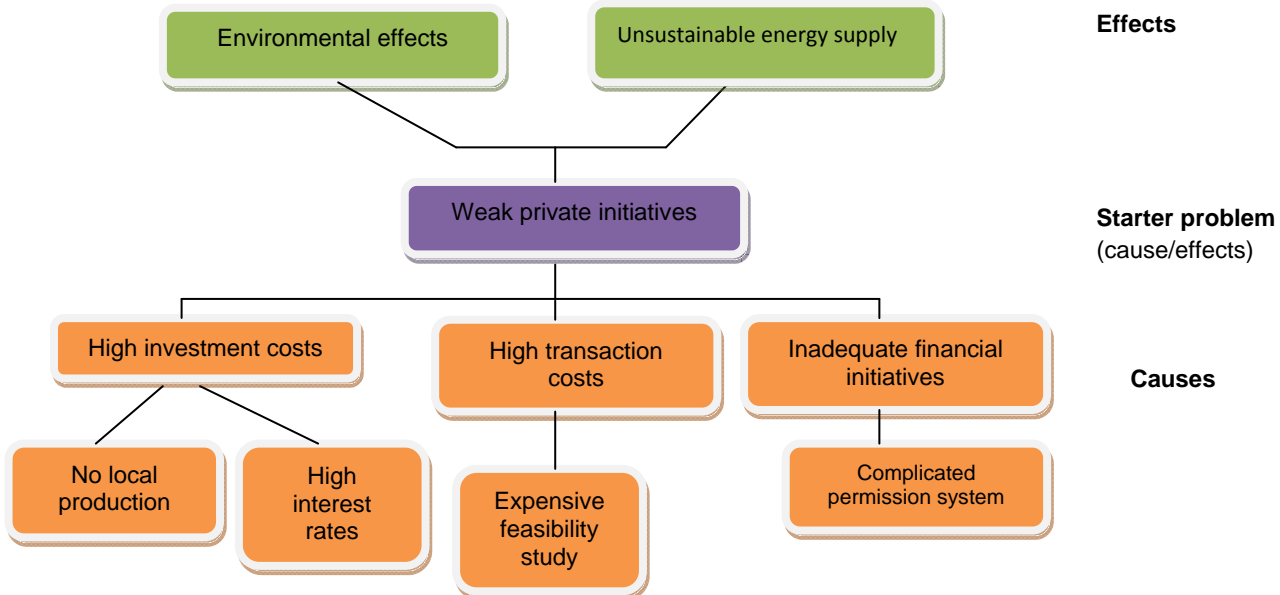 Environmental effects
Unsustainable energy supply
Effects
Weak private initiatives
Starter problem
(cause/effects)
High investment costs
High transaction
costs
Inadequate financial
initiatives
Causes
No local
production
High
interest
rates
Expensive
feasibility
study
Complicated
permission system